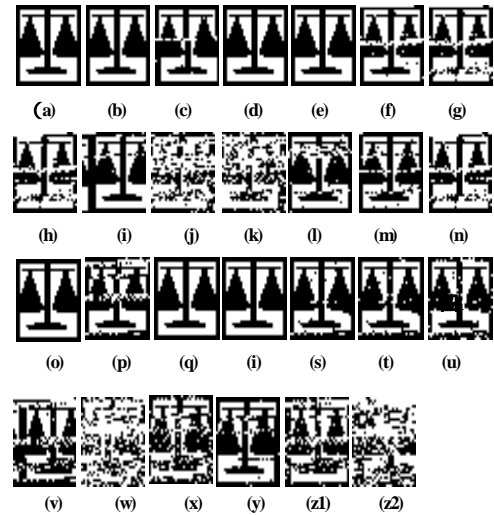 (a) (b) (c) (d) (e) (f) (g)
(h) (i) (j) (k) (l) (m) (n)
(o) (p) (q) (i) (s) (t) (u)
(v) (w) (x) (y) (z1) (z2)